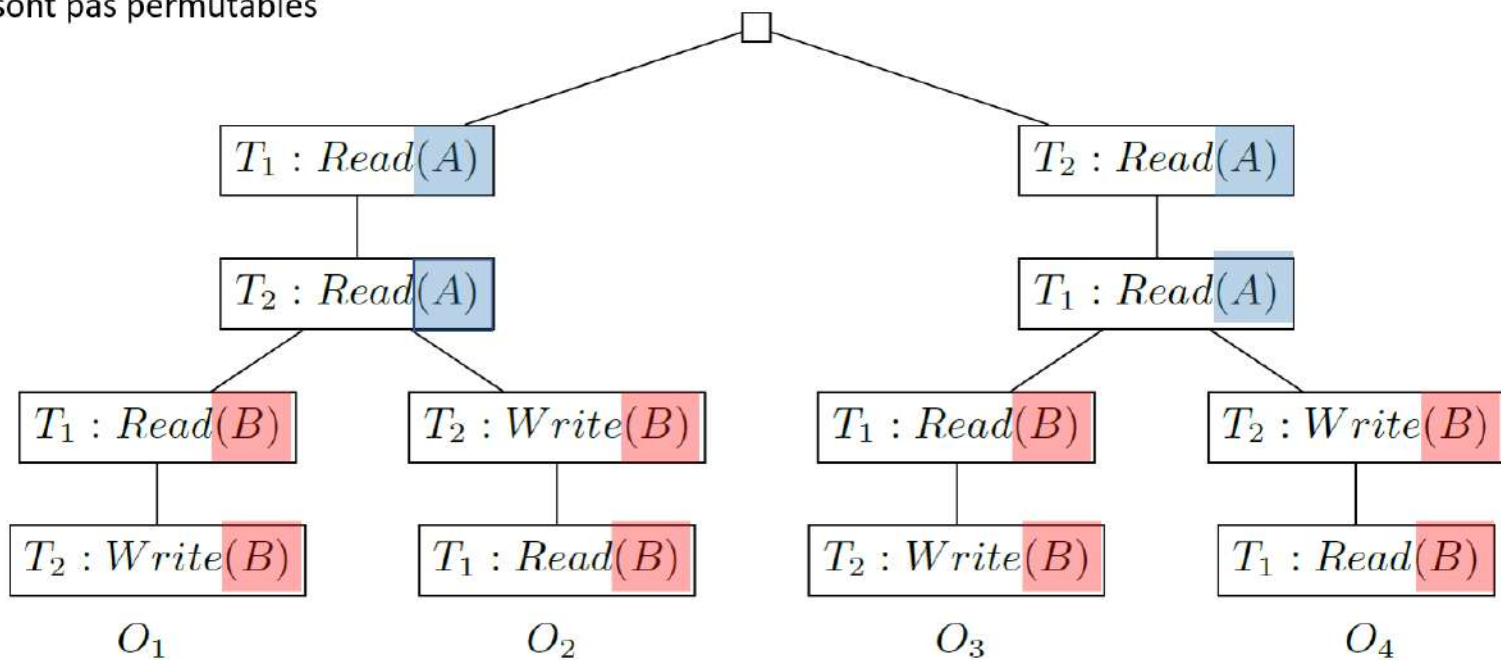 sont pas permutables
T₁ : Read(A)
T₂ : Read(A)
T₂ : Read(A)
T₁ : Read(A)
T₁ : Read(B)
T₂ : Write(B)
T₁ : Read(B)
T₂ : Write(B)
T₂ : Write(B)
T₁ : Read(B)
T₂ : Write(B)
T₁ : Read(B)
O₁
O₂
O₃
O₄